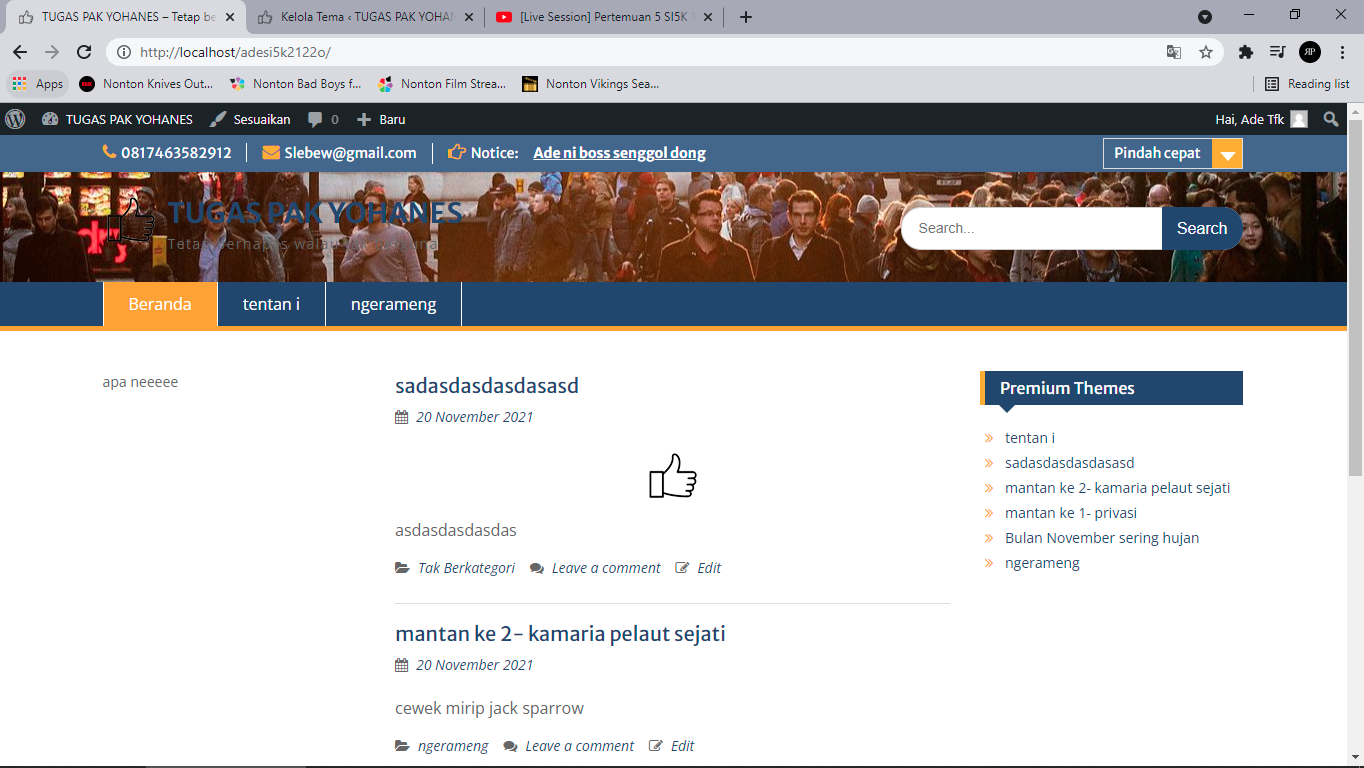 TUGAS PAK YOHANES – Tetap be
Kelola Tema ‹ TUGAS PAK YOHAN
[Live Session] Pertemuan 5 SI5K
http://localhost/adesi5k2122o/
Apps
Nonton Knives Out...
Nonton Bad Boys f...
Nonton Film Strea...
Nonton Vikings Sea...
Reading list
TUGAS PAK YOHANES
Sesuaikan
0
Baru
Hai, Ade Tfk
0817463582912
Slebew@gmail.com
Notice:
Ade ni boss senggol dong
Pindah cepat
TUGAS PAK YOHANES
Tetap bernapas
Search...
Search
Beranda
tentan i
ngerameng
apa neeeee
sadasdasdasdasasd
20 November 2021
asdasdasdasdas
Tak Berkategori
Leave a comment
Edit
mantan ke 2- kamaria pelaut sejati
20 November 2021
cewek mirip jack sparrow
ngerameng
Leave a comment
Edit
Premium Themes
tentan i
sadasdasdasdasasd
mantan ke 2- kamaria pelaut sejati
mantan ke 1- privasi
Bulan November sering hujan
ngerameng